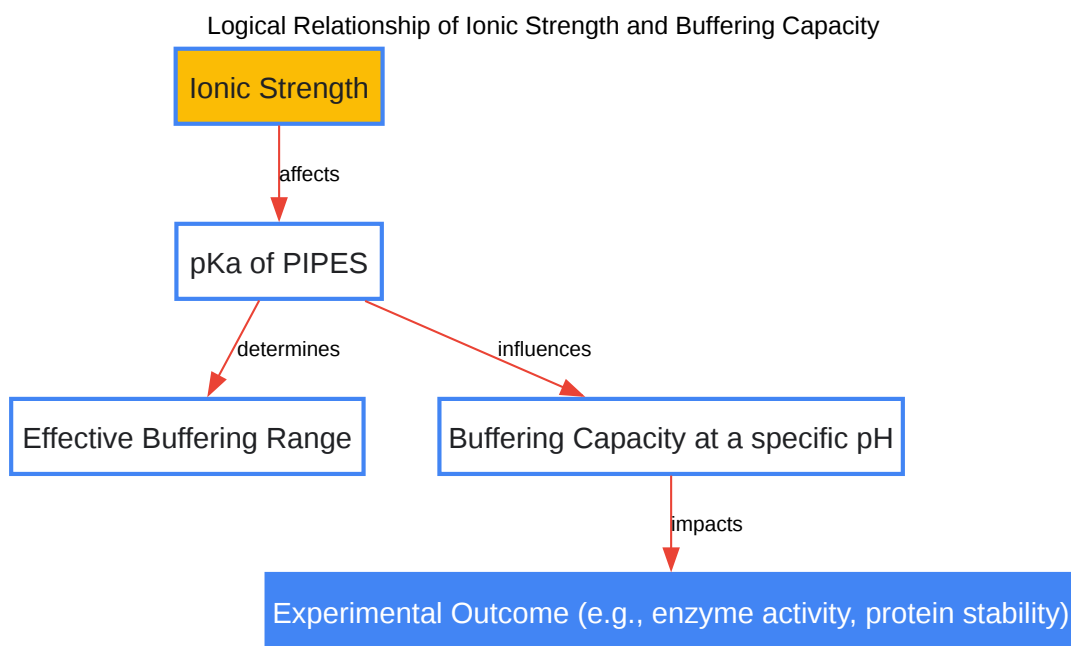 Logical Relationship of Ionic Strength and Buffering Capacity
Ionic Strength
affects
pKa of PIPES
determines
influences
Effective Buffering Range
Buffering Capacity at a specific pH
impacts
Experimental Outcome (e.g., enzyme activity, protein stability)